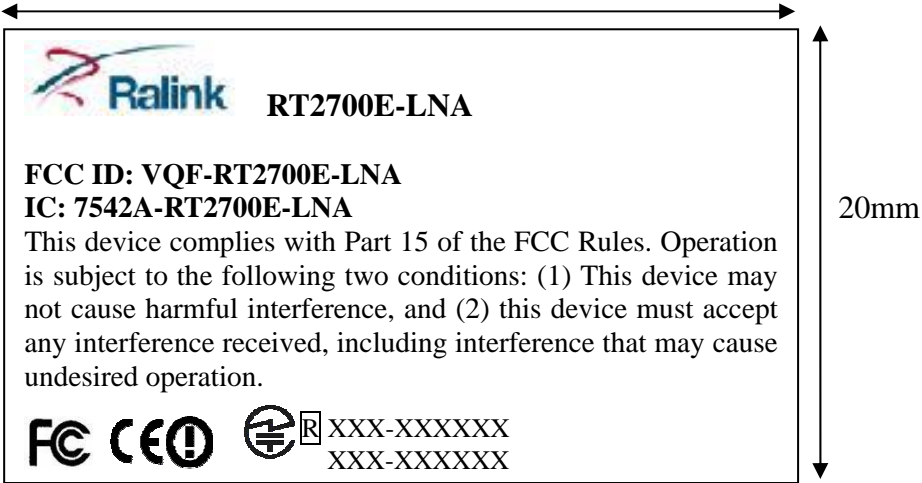 Ralink RT2700E-LNA
FCC ID: VQF-RT2700E-LNA
IC: 7542A-RT2700E-LNA
This device complies with Part 15 of the FCC Rules. Operation
is subject to the following two conditions: (1) This device may
not cause harmful interference, and (2) this device must accept
any interference received, including interference that may cause
undesired operation.
FC CE R XXX-XXXXXX
XXX-XXXXXX
20mm